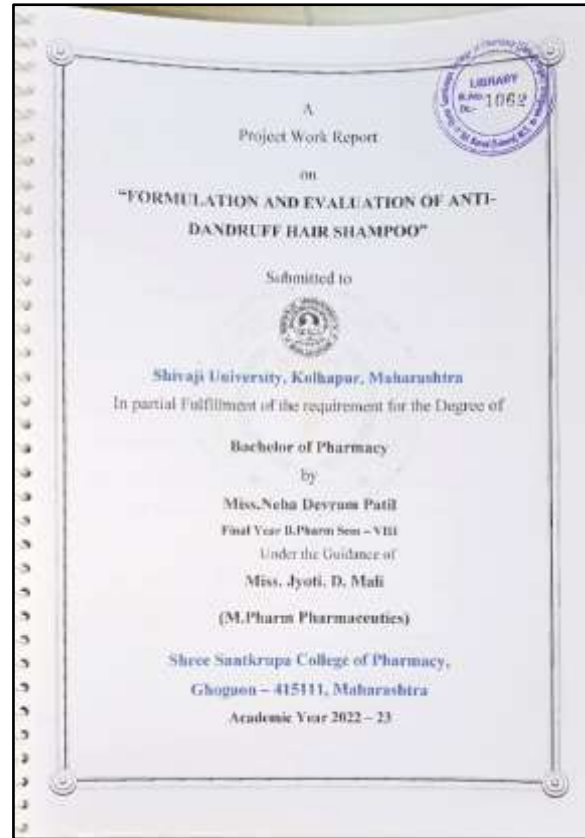 LIBRARY
1062
A
Project Work Report
on
"FORMULATION AND EVALUATION OF ANTI-
DANDRUFF HAIR SHAMPOO"
Submitted to
Shivaji University, Kolhapur, Maharashtra
In partial Fulfillment of the requirement for the Degree of
Bachelor of Pharmacy
by
Miss.Neha Devram Patil
Final Year B.Pharm Sem – VIII
Under the Guidance of
Miss. Jyoti. D. Mali
(M.Pharm Pharmaceutics)
Shree Santkrupa College of Pharmacy,
Ghogaon – 415111, Maharashtra
Academic Year 2022 – 23